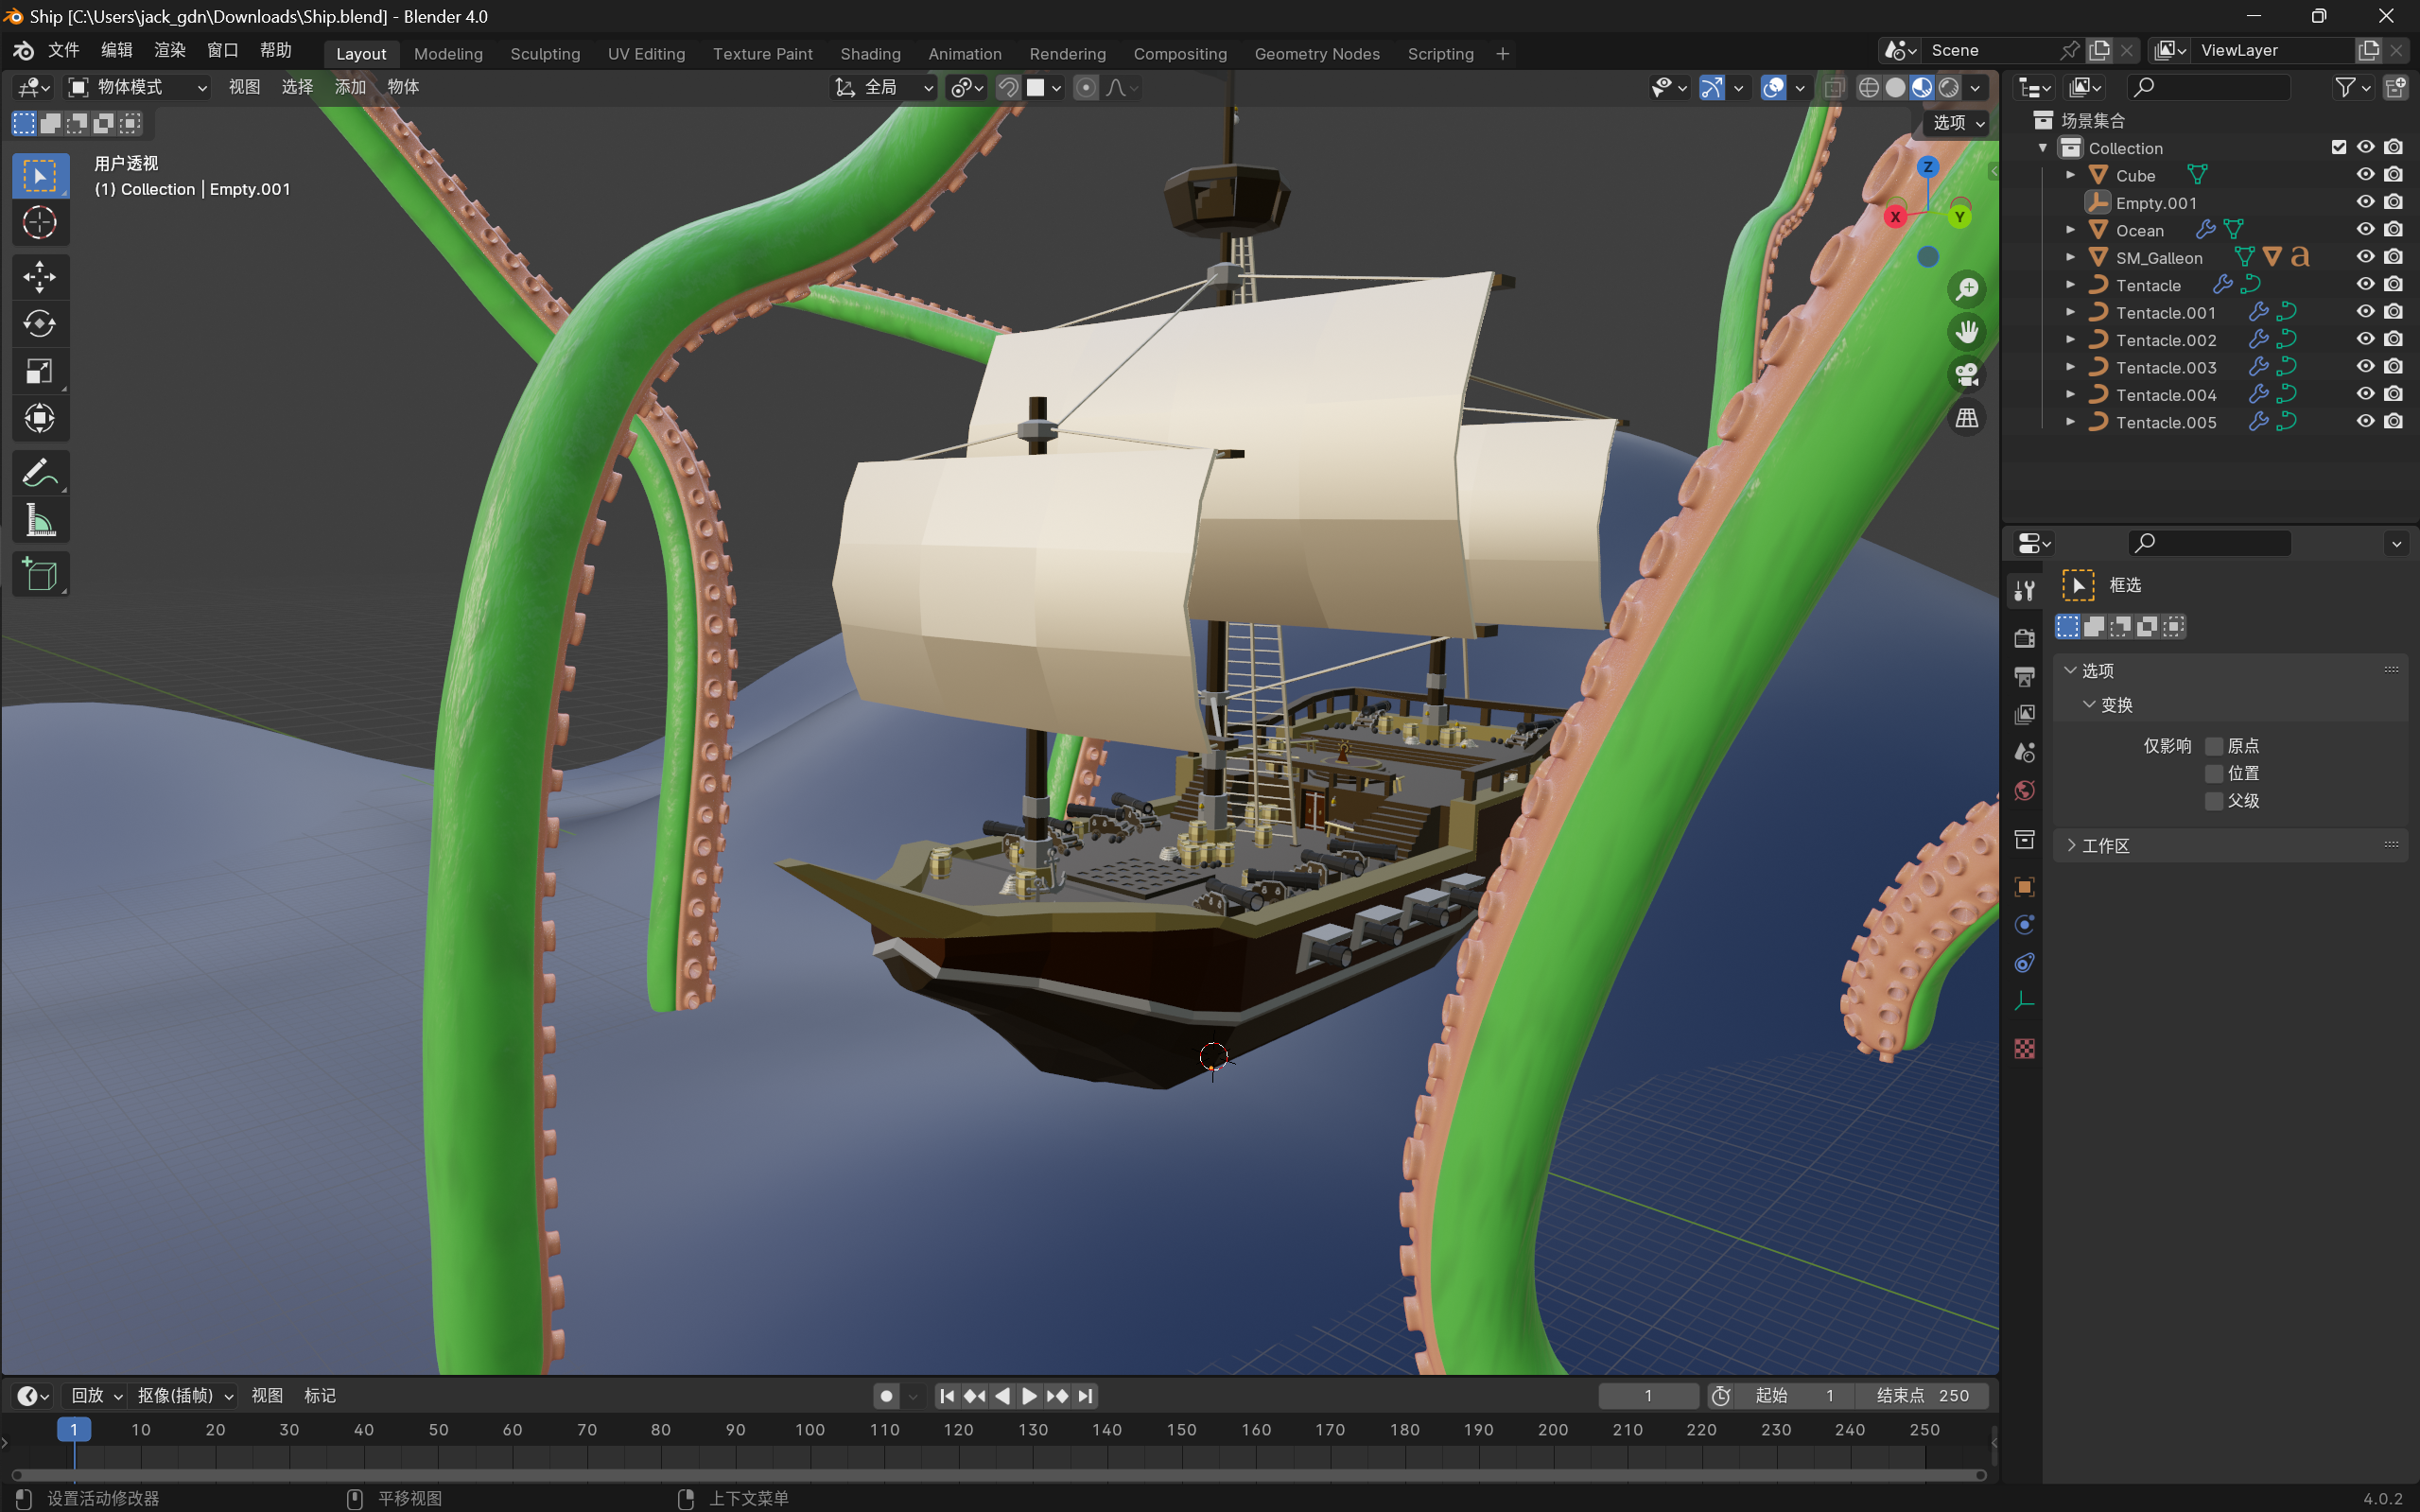 Ship [C:\Users\jack_gdn\Downloads\Ship.blend] - Blender 4.0
文件 编辑 渲染 窗口 帮助 Layout Modeling Sculpting UV Editing Texture Paint Shading Animation Rendering Compositing Geometry Nodes Scripting Scene ViewLayer
物体模式 视图 选择 添加 物体 全局
选项
用户透视
(1) Collection | Empty.001
Z
X
Y
场景集合
Collection
Cube
Empty.001
Ocean
SM_Galleon
Tentacle
Tentacle.001
Tentacle.002
Tentacle.003
Tentacle.004
Tentacle.005
框选
选项
变换
仅影响 原点
位置
父级
工作区
回放 抠像(插帧) 视图 标记 1 起始 1 结束点 250
1 10 20 30 40 50 60 70 80 90 100 110 120 130 140 150 160 170 180 190 200 210 220 230 240 250
设置活动修改器 平移视图 上下文菜单 4.0.2